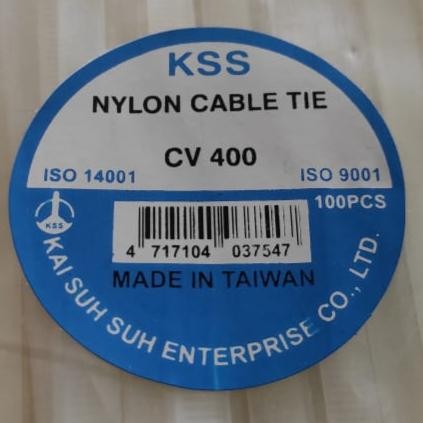 KSS
NYLON CABLE TIE
CV 400
ISO 14001
ISO 9001
100PCS
KSS
4 717104 037547
MADE IN TAIWAN
KAI SUH SUH ENTERPRISE CO., LTD.